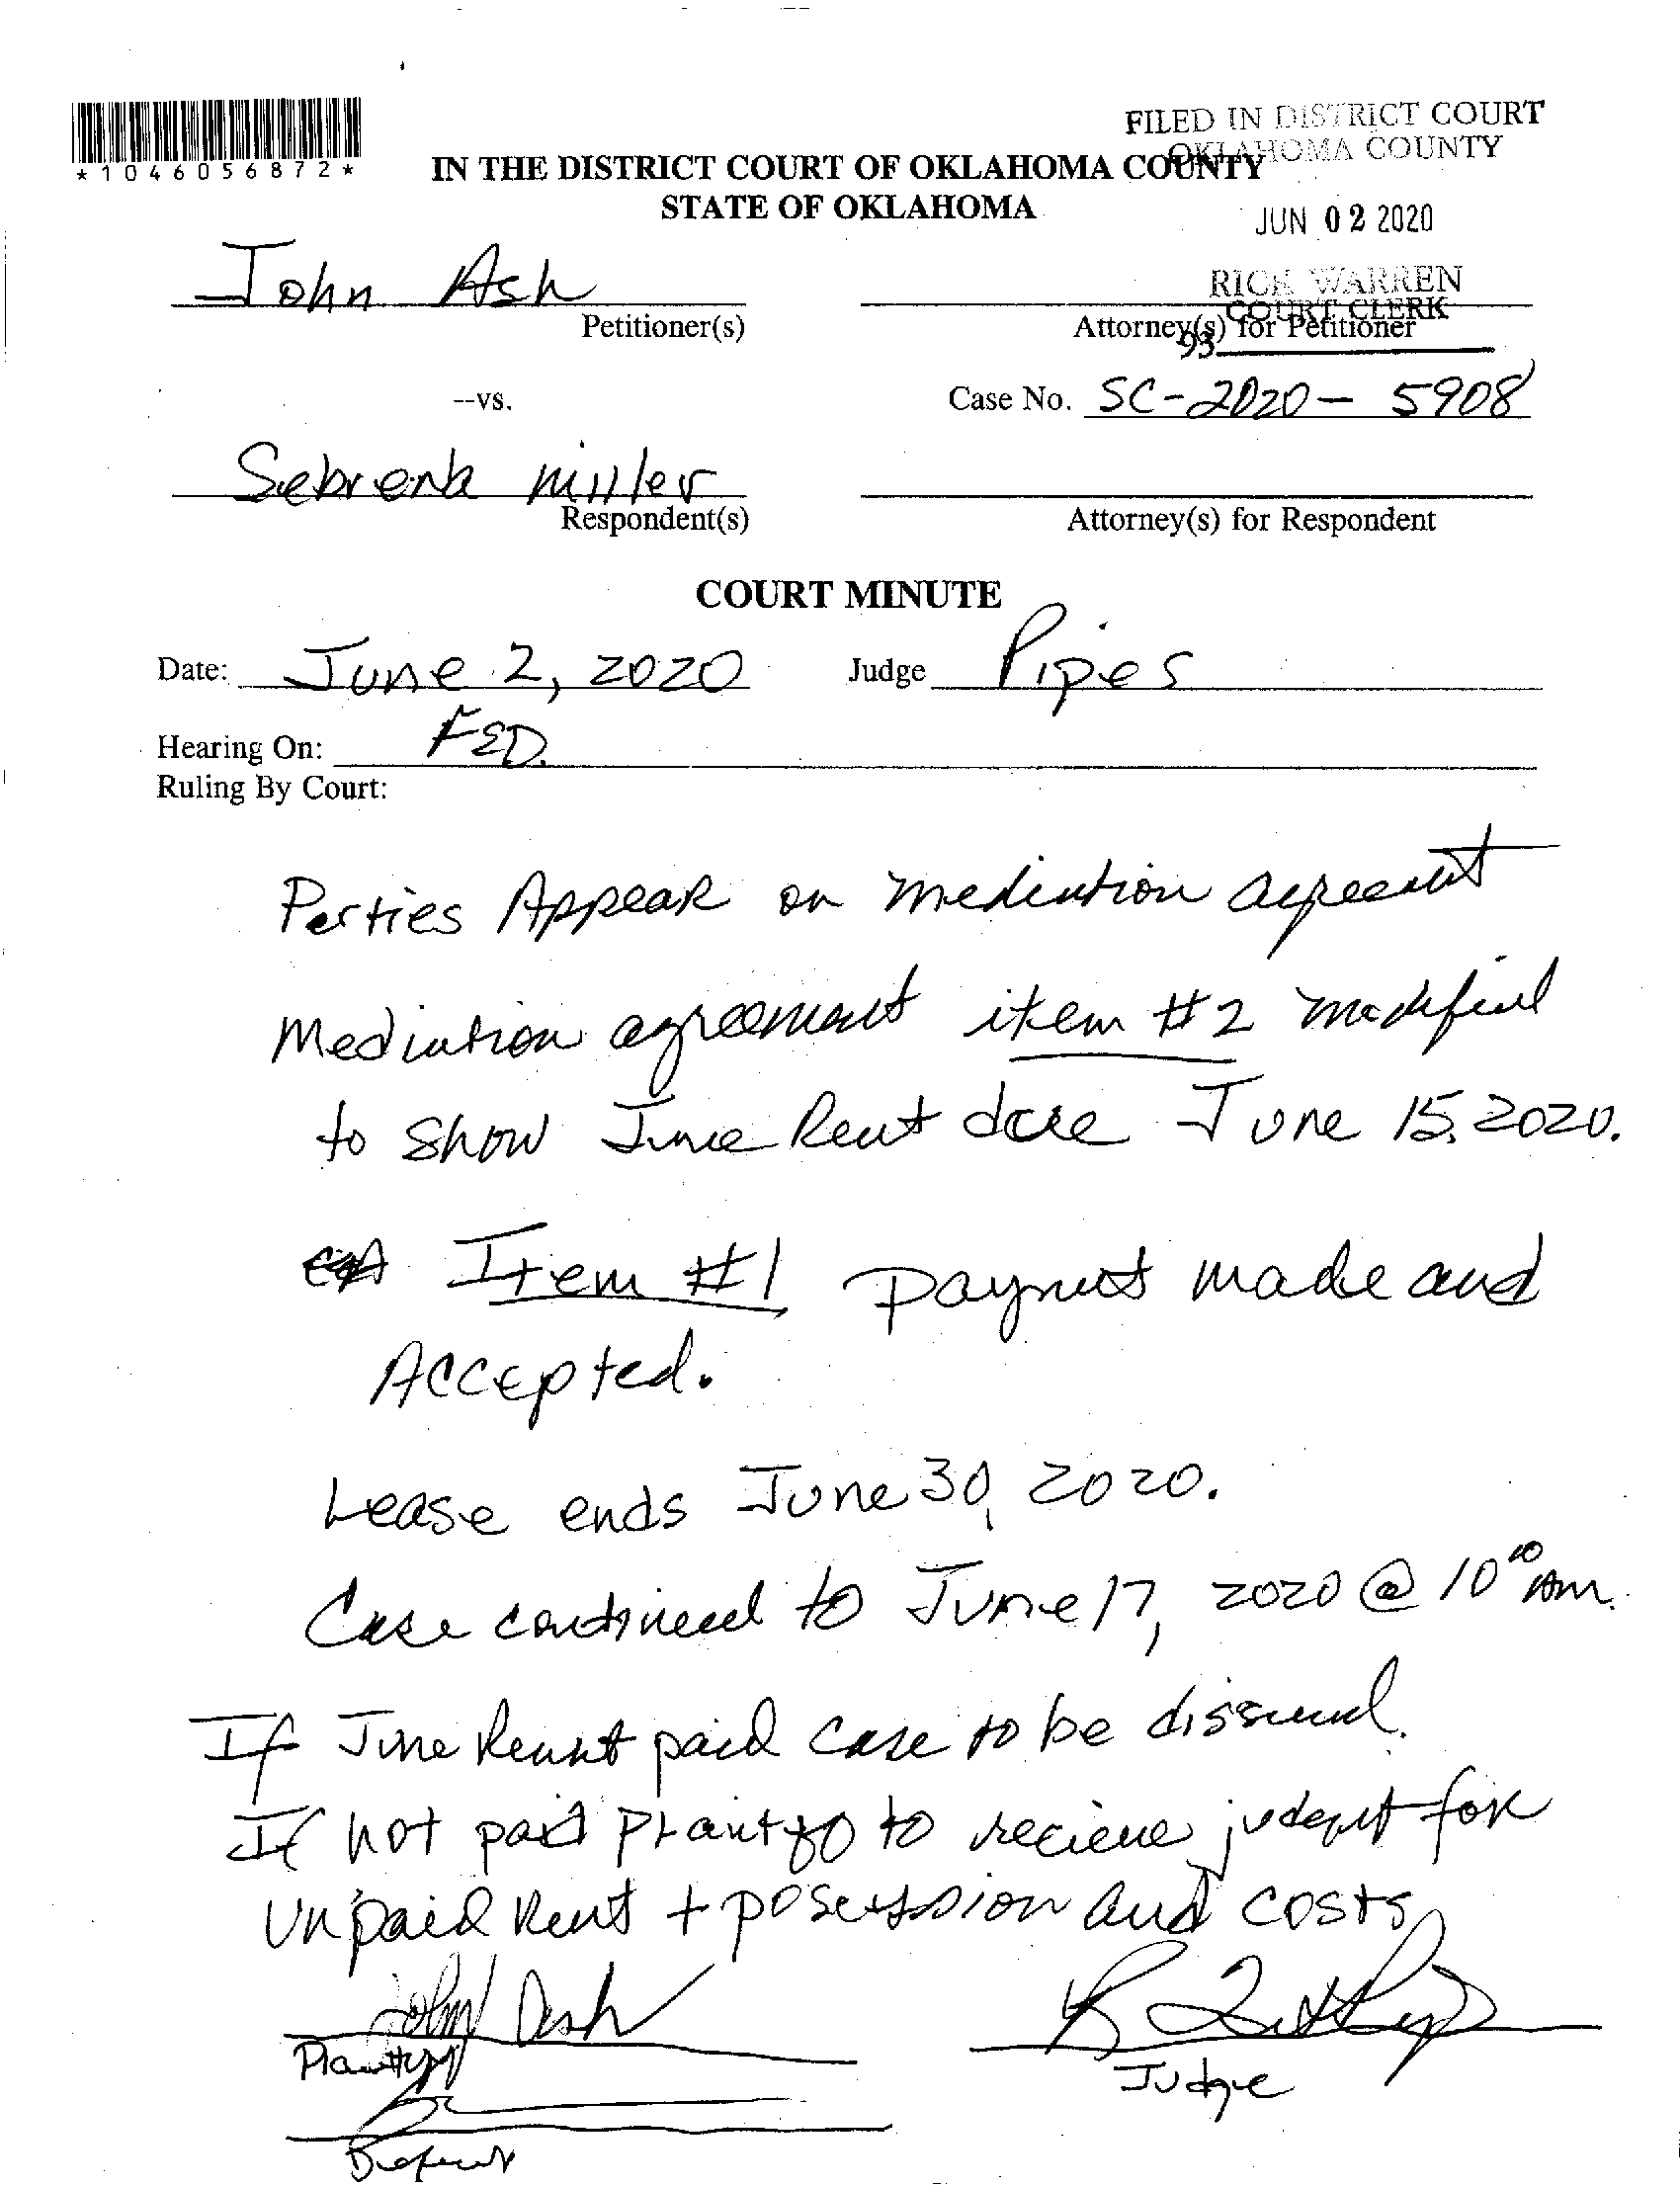 FILED IN DISTRICT COURT
OKLAHOMA COUNTY
*1046056872*
IN THE DISTRICT COURT OF OKLAHOMA COUNTY
STATE OF OKLAHOMA
JUN 02 2020
RICK WARREN
COURT CLERK
93
John Ash
Petitioner(s)
Attorney(s) for Petitioner
--vs.
Case No. SC-2020- 5908
Sebrena Miller
Respondent(s)
Attorney(s) for Respondent
COURT MINUTE
Date: June 2, 2020 Judge Pipes
Hearing On: FED.
Ruling By Court:
Parties Appear on mediation agreement
Mediation agreement item #2 modified
to show June Rent due June 15, 2020.
Item #1 payment made and
Accepted.
Lease ends June 30, 2020.
Case continued to June 17, 2020 @ 10 00 Am.
If June Rent paid case to be dismissed.
If not paid Plaintiff to recieve judgment for
unpaid Rent + possession and costs
John Ash
Plaintiff
Judge